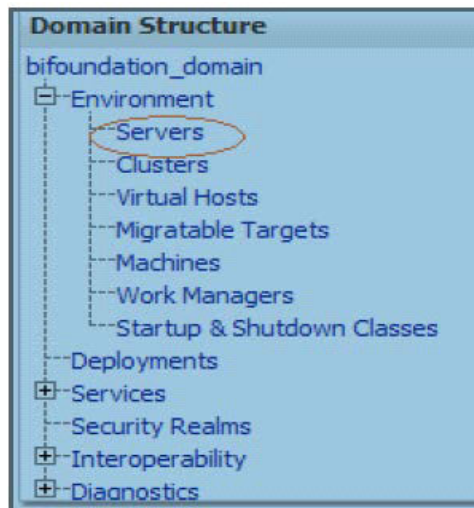 Domain Structure
bifoundation_domain
Environment
Servers
Clusters
Virtual Hosts
Migratable Targets
Machines
Work Managers
Startup & Shutdown Classes
Deployments
Services
Security Realms
Interoperability
Diagnostics